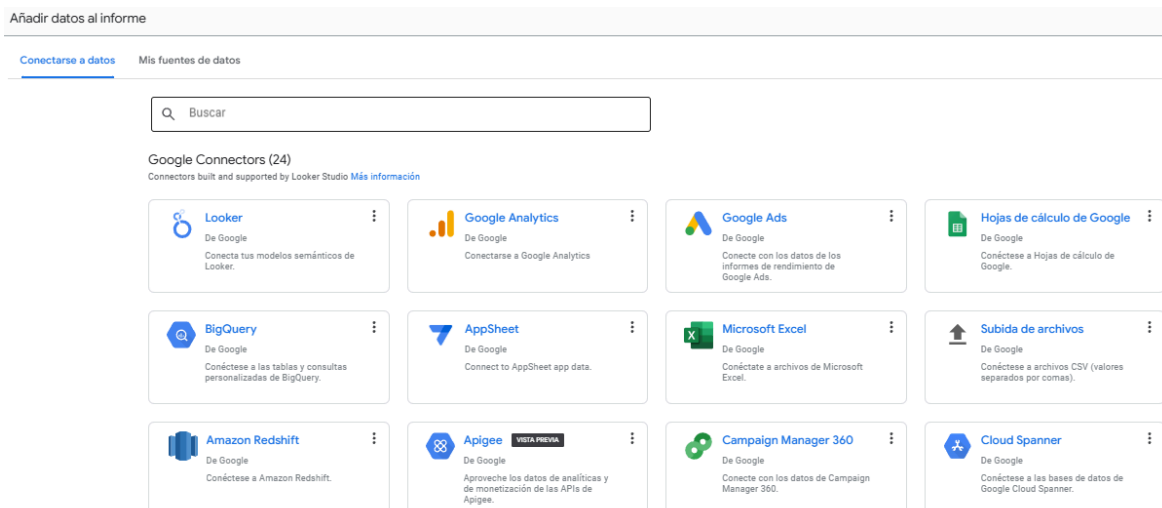 Añadir datos al informe
Conectarse a datos
Mis fuentes de datos
Buscar
Google Connectors (24)
Connectors built and supported by Looker Studio Más información
Looker
De Google
Conecta tus modelos semánticos de
Looker.
Google Analytics
De Google
Conectarse a Google Analytics
Google Ads
De Google
Conecte con los datos de los
informes de rendimiento de
Google Ads.
Hojas de cálculo de Google
De Google
Conéctese a Hojas de cálculo de
Google.
BigQuery
De Google
Conéctese a las tablas y consultas
personalizadas de BigQuery.
AppSheet
De Google
Connect to AppSheet app data.
Microsoft Excel
De Google
Conéctate a archivos de Microsoft
Excel.
Subida de archivos
De Google
Conéctese a archivos CSV (valores
separados por comas).
Amazon Redshift
De Google
Conéctese a Amazon Redshift.
Apigee VISTA PREVIA
De Google
Aproveche los datos de analíticas y
de monetización de las APIs de
Apigee.
Campaign Manager 360
De Google
Conecte con los datos de Campaign
Manager 360.
Cloud Spanner
De Google
Conéctese a las bases de datos de
Google Cloud Spanner.